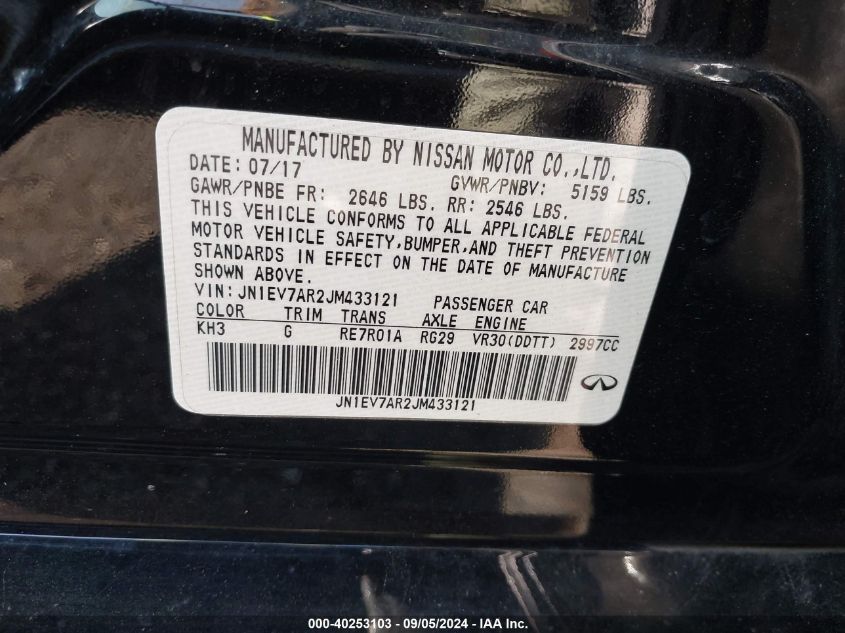 MANUFACTURED BY NISSAN MOTOR CO.,LTD.
DATE: 07/17 GVWR/PNBV: 5159 LBS.
GAWR/PNBE FR: 2646 LBS. RR: 2546 LBS.
THIS VEHICLE CONFORMS TO ALL APPLICABLE FEDERAL
MOTOR VEHICLE SAFETY,BUMPER,AND THEFT PREVENTION
STANDARDS IN EFFECT ON THE DATE OF MANUFACTURE
SHOWN ABOVE.
VIN:JN1EV7AR2JM433121 PASSENGER CAR
COLOR TRIM TRANS AXLE ENGINE
KH3 G RE7R01A RG29 VR30(DDTT) 2997CC
JN1EV7AR2JM433121
000-40253103 - 09/05/2024 - IAAI.COM.